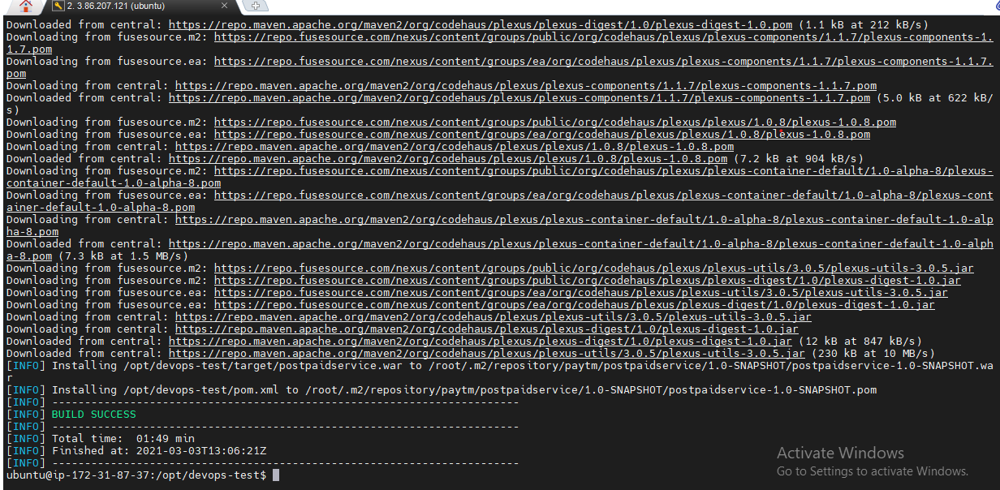 2. 3.86.207.121 (ubuntu)
Downloaded from central: https://repo.maven.apache.org/maven2/org/codehaus/plexus/plexus-digest/1.0/plexus-digest-1.0.pom (1.1 kB at 212 kB/s)
Downloading from fusesource.m2: https://repo.fusesource.com/nexus/content/groups/public/org/codehaus/plexus/plexus-components/1.1.7/plexus-components-1.
1.7.pom
Downloading from fusesource.ea: https://repo.fusesource.com/nexus/content/groups/ea/org/codehaus/plexus/plexus-components/1.1.7/plexus-components-1.1.7.
pom
Downloading from central: https://repo.maven.apache.org/maven2/org/codehaus/plexus/plexus-components/1.1.7/plexus-components-1.1.7.pom
Downloaded from central: https://repo.maven.apache.org/maven2/org/codehaus/plexus/plexus-components/1.1.7/plexus-components-1.1.7.pom (5.0 kB at 622 kB/
s)
Downloading from fusesource.m2: https://repo.fusesource.com/nexus/content/groups/public/org/codehaus/plexus/plexus/1.0.8/plexus-1.0.8.pom
Downloading from fusesource.ea: https://repo.fusesource.com/nexus/content/groups/ea/org/codehaus/plexus/plexus/1.0.8/plexus-1.0.8.pom
Downloading from central: https://repo.maven.apache.org/maven2/org/codehaus/plexus/plexus/1.0.8/plexus-1.0.8.pom
Downloaded from central: https://repo.maven.apache.org/maven2/org/codehaus/plexus/plexus/1.0.8/plexus-1.0.8.pom (7.2 kB at 904 kB/s)
Downloading from fusesource.m2: https://repo.fusesource.com/nexus/content/groups/public/org/codehaus/plexus/plexus-container-default/1.0-alpha-8/plexus-
container-default-1.0-alpha-8.pom
Downloading from fusesource.ea: https://repo.fusesource.com/nexus/content/groups/ea/org/codehaus/plexus/plexus-container-default/1.0-alpha-8/plexus-cont
ainer-default-1.0-alpha-8.pom
Downloading from central: https://repo.maven.apache.org/maven2/org/codehaus/plexus/plexus-container-default/1.0-alpha-8/plexus-container-default-1.0-alp
ha-8.pom
Downloaded from central: https://repo.maven.apache.org/maven2/org/codehaus/plexus/plexus-container-default/1.0-alpha-8/plexus-container-default-1.0-alph
a-8.pom (7.3 kB at 1.5 MB/s)
Downloading from fusesource.m2: https://repo.fusesource.com/nexus/content/groups/public/org/codehaus/plexus/plexus-utils/3.0.5/plexus-utils-3.0.5.jar
Downloading from fusesource.m2: https://repo.fusesource.com/nexus/content/groups/public/org/codehaus/plexus/plexus-digest/1.0/plexus-digest-1.0.jar
Downloading from fusesource.ea: https://repo.fusesource.com/nexus/content/groups/ea/org/codehaus/plexus/plexus-utils/3.0.5/plexus-utils-3.0.5.jar
Downloading from fusesource.ea: https://repo.fusesource.com/nexus/content/groups/ea/org/codehaus/plexus/plexus-digest/1.0/plexus-digest-1.0.jar
Downloading from central: https://repo.maven.apache.org/maven2/org/codehaus/plexus/plexus-utils/3.0.5/plexus-utils-3.0.5.jar
Downloading from central: https://repo.maven.apache.org/maven2/org/codehaus/plexus/plexus-digest/1.0/plexus-digest-1.0.jar
Downloaded from central: https://repo.maven.apache.org/maven2/org/codehaus/plexus/plexus-digest/1.0/plexus-digest-1.0.jar (12 kB at 847 kB/s)
Downloaded from central: https://repo.maven.apache.org/maven2/org/codehaus/plexus/plexus-utils/3.0.5/plexus-utils-3.0.5.jar (230 kB at 10 MB/s)
[INFO] Installing /opt/devops-test/target/postpaidservice.war to /root/.m2/repository/paytm/postpaidservice/1.0-SNAPSHOT/postpaidservice-1.0-SNAPSHOT.wa
r
[INFO] Installing /opt/devops-test/pom.xml to /root/.m2/repository/paytm/postpaidservice/1.0-SNAPSHOT/postpaidservice-1.0-SNAPSHOT.pom
[INFO] ------------------------------------------------------------------------
[INFO] BUILD SUCCESS
[INFO] ------------------------------------------------------------------------
[INFO] Total time:  01:49 min
[INFO] Finished at: 2021-03-03T13:06:21Z
[INFO] ------------------------------------------------------------------------
ubuntu@ip-172-31-87-37:/opt/devops-test$
Activate Windows
Go to Settings to activate Windows.